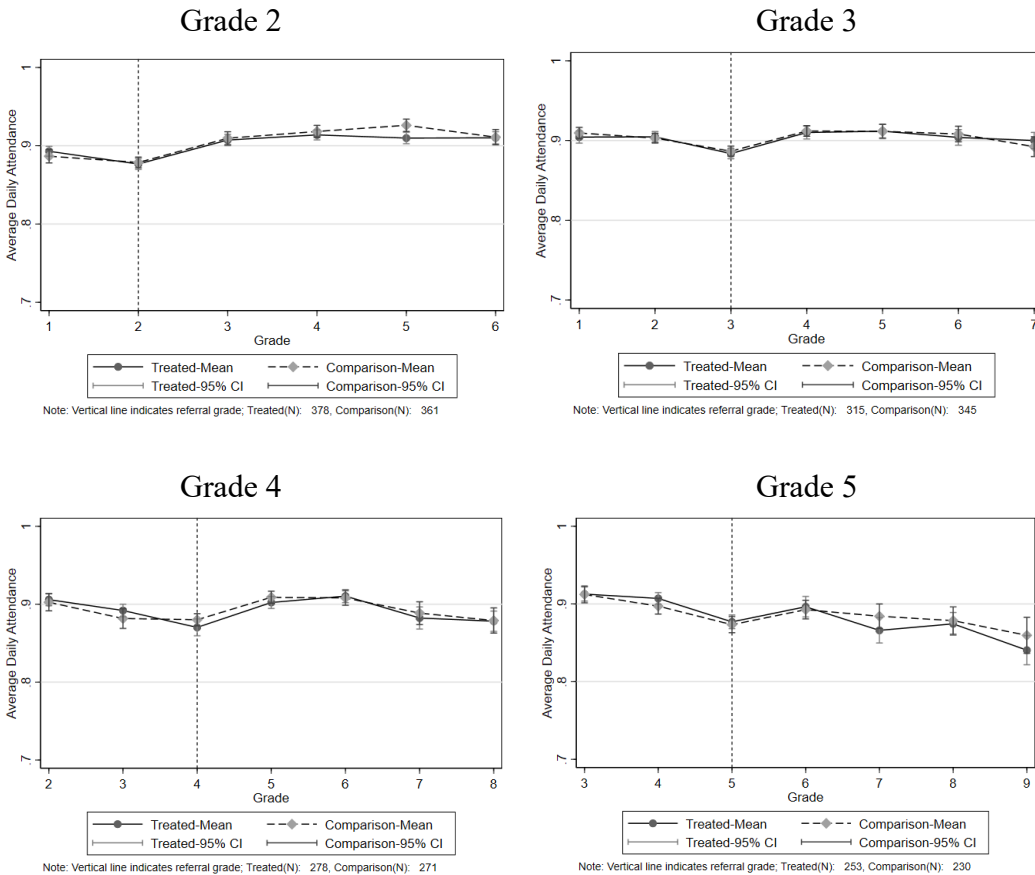 Grade 2
Average Daily Attendance
1
.9
.8
.7
1 2 3 4 5 6
Grade
Treated-Mean Comparison-Mean
Treated-95% CI Comparison-95% CI
Note: Vertical line indicates referral grade; Treated(N): 378, Comparison(N): 361
Grade 3
Average Daily Attendance
1
.9
.8
.7
1 2 3 4 5 6 7
Grade
Treated-Mean Comparison-Mean
Treated-95% CI Comparison-95% CI
Note: Vertical line indicates referral grade; Treated(N): 315, Comparison(N): 345
Grade 4
Average Daily Attendance
1
.9
.8
.7
2 3 4 5 6 7 8
Grade
Treated-Mean Comparison-Mean
Treated-95% CI Comparison-95% CI
Note: Vertical line indicates referral grade; Treated(N): 278, Comparison(N): 271
Grade 5
Average Daily Attendance
1
.9
.8
.7
3 4 5 6 7 8 9
Grade
Treated-Mean Comparison-Mean
Treated-95% CI Comparison-95% CI
Note: Vertical line indicates referral grade; Treated(N): 253, Comparison(N): 230